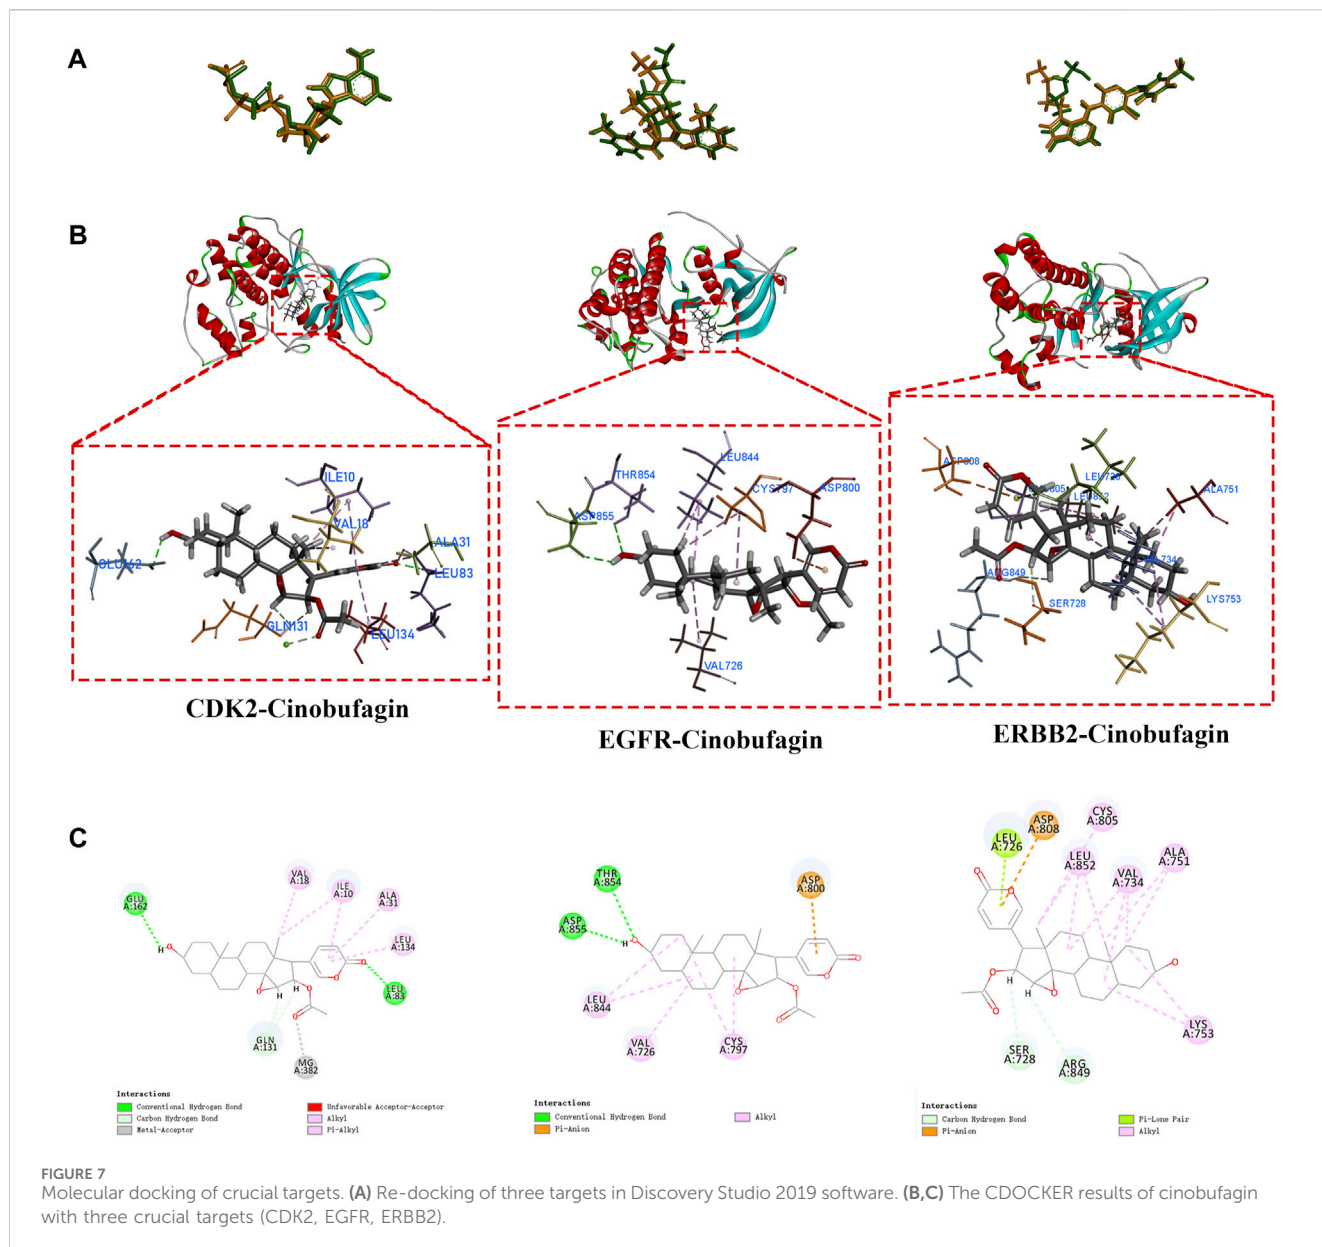 A
B
ILE10
VAL18
ALA31
LEU83
GLN131
LEU134
CDK2-Cinobufagin
LEU844
THR854
CYS797
ASP800
ASP855
VAL726
EGFR-Cinobufagin
ASP808
ALA751
ARG849
SER728
LYS753
ERBB2-Cinobufagin
C
GLU
A:162
VAL
A:18
ILE
A:10
ALA
A:31
LEU
A:134
LEU
A:83
GLN
A:131
MG
A:382
H
O
O
H
H
O
O
O
O
Interactions
Conventional Hydrogen Bond
Carbon Hydrogen Bond
Metal-Acceptor
Unfavorable Acceptor-Acceptor
Alkyl
Pi-Alkyl
THR
A:854
ASP
A:855
ASP
A:800
LEU
A:844
VAL
A:726
CYS
A:797
H
O
O
O
O
O
O
Interactions
Conventional Hydrogen Bond
Pi-Anion
Alkyl
LEU
A:726
ASP
A:808
CYS
A:805
LEU
A:852
VAL
A:734
ALA
A:751
LYS
A:753
SER
A:728
ARG
A:849
O
O
O
O
O
O
H
H
Interactions
Carbon Hydrogen Bond
Pi-Anion
Pi-Lone Pair
Alkyl
FIGURE 7
Molecular docking of crucial targets. (A) Re-docking of three targets in Discovery Studio 2019 software. (B,C) The CDOCKER results of cinobufagin
with three crucial targets (CDK2, EGFR, ERBB2).